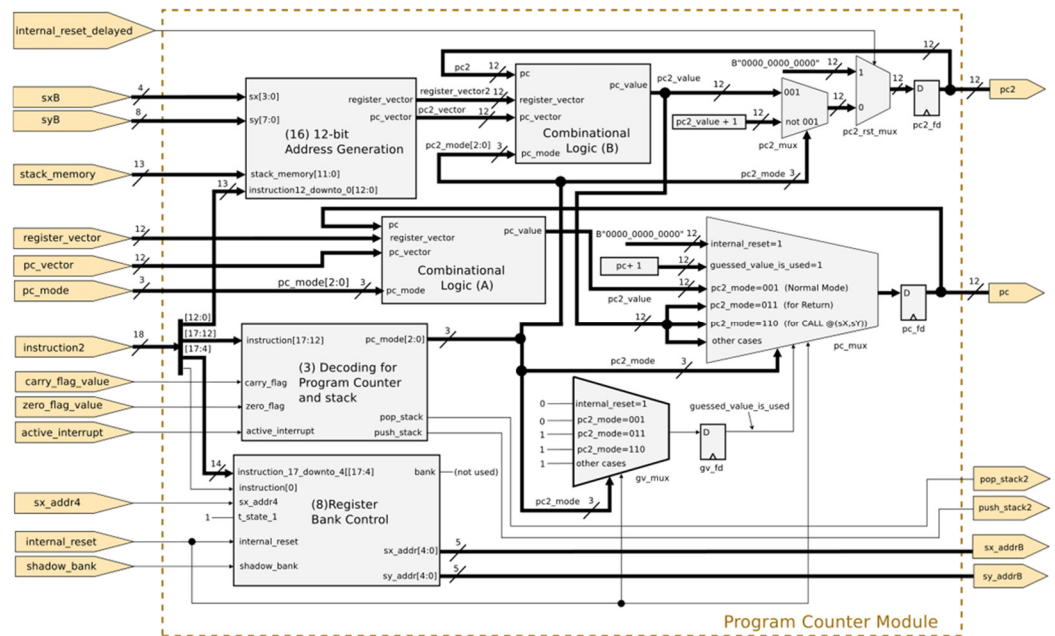 internal_reset_delayed
sxB
syB
stack_memory
register_vector
pc_vector
pc_mode
instruction2
carry_flag_value
zero_flag_value
active_interrupt
sx_addr4
internal_reset
shadow_bank
4
8
13
13
12
12
3
18
sx[3:0]
sy[7:0]
stack_memory[11:0]
instruction12_downto_0[12:0]
(16) 12-bit
Address Generation
register_vector
pc_vector
register_vector2 12
pc2_vector
12
pc2
12
pc2_mode[2:0] 3
pc
register_vector
pc_vector
pc_mode
pc_value
Combinational
Logic (B)
pc2_value
12
B"0000_0000_0000"
12
pc2_value + 1
12
001
not 001
pc2_mux
12
1
0
pc2_rst_mux
12
12
D
pc2_fd
12
pc2
pc2_mode 3
pc
register_vector
pc_vector
pc_mode
pc_value
Combinational
Logic (A)
pc_mode[2:0] 3
B"0000_0000_0000" 12
pc+ 1
12
12
pc2_value
12
internal_reset=1
guessed_value_is_used=1
pc2_mode=001 (Normal Mode)
pc2_mode=011 (for Return)
pc2_mode=110 (for CALL @(sX,sY))
other cases
pc_mux
D
pc_fd
12
pc
[12:0]
[17:12]
[17:4]
instruction[17:12]
carry_flag
zero_flag
active_interrupt
(3) Decoding for
Program Counter
and stack
pc_mode[2:0]
pop_stack
push_stack
3
pc2_mode
3
0
0
1
1
1
internal_reset=1
pc2_mode=001
pc2_mode=011
pc2_mode=110
other cases
gv_mux
guessed_value_is_used
D
gv_fd
pc2_mode
3
14
instruction_17_downto_4[[17:4]
instruction[0]
sx_addr4
1
t_state_1
internal_reset
shadow_bank
(8)Register
Bank Control
bank
(not used)
sx_addr[4:0]
sy_addr[4:0]
5
5
pop_stack2
push_stack2
sx_addrB
sy_addrB
Program Counter Module